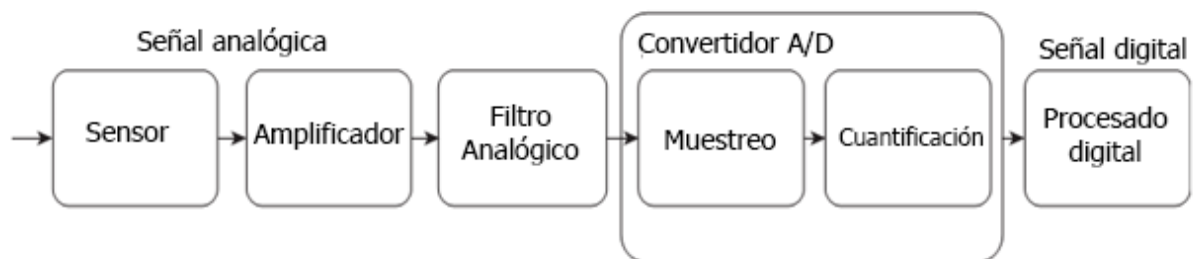 Señal analógica
Convertidor A/D
Señal digital
Sensor
Amplificador
Filtro
Analógico
Muestreo
Cuantificación
Procesado
digital